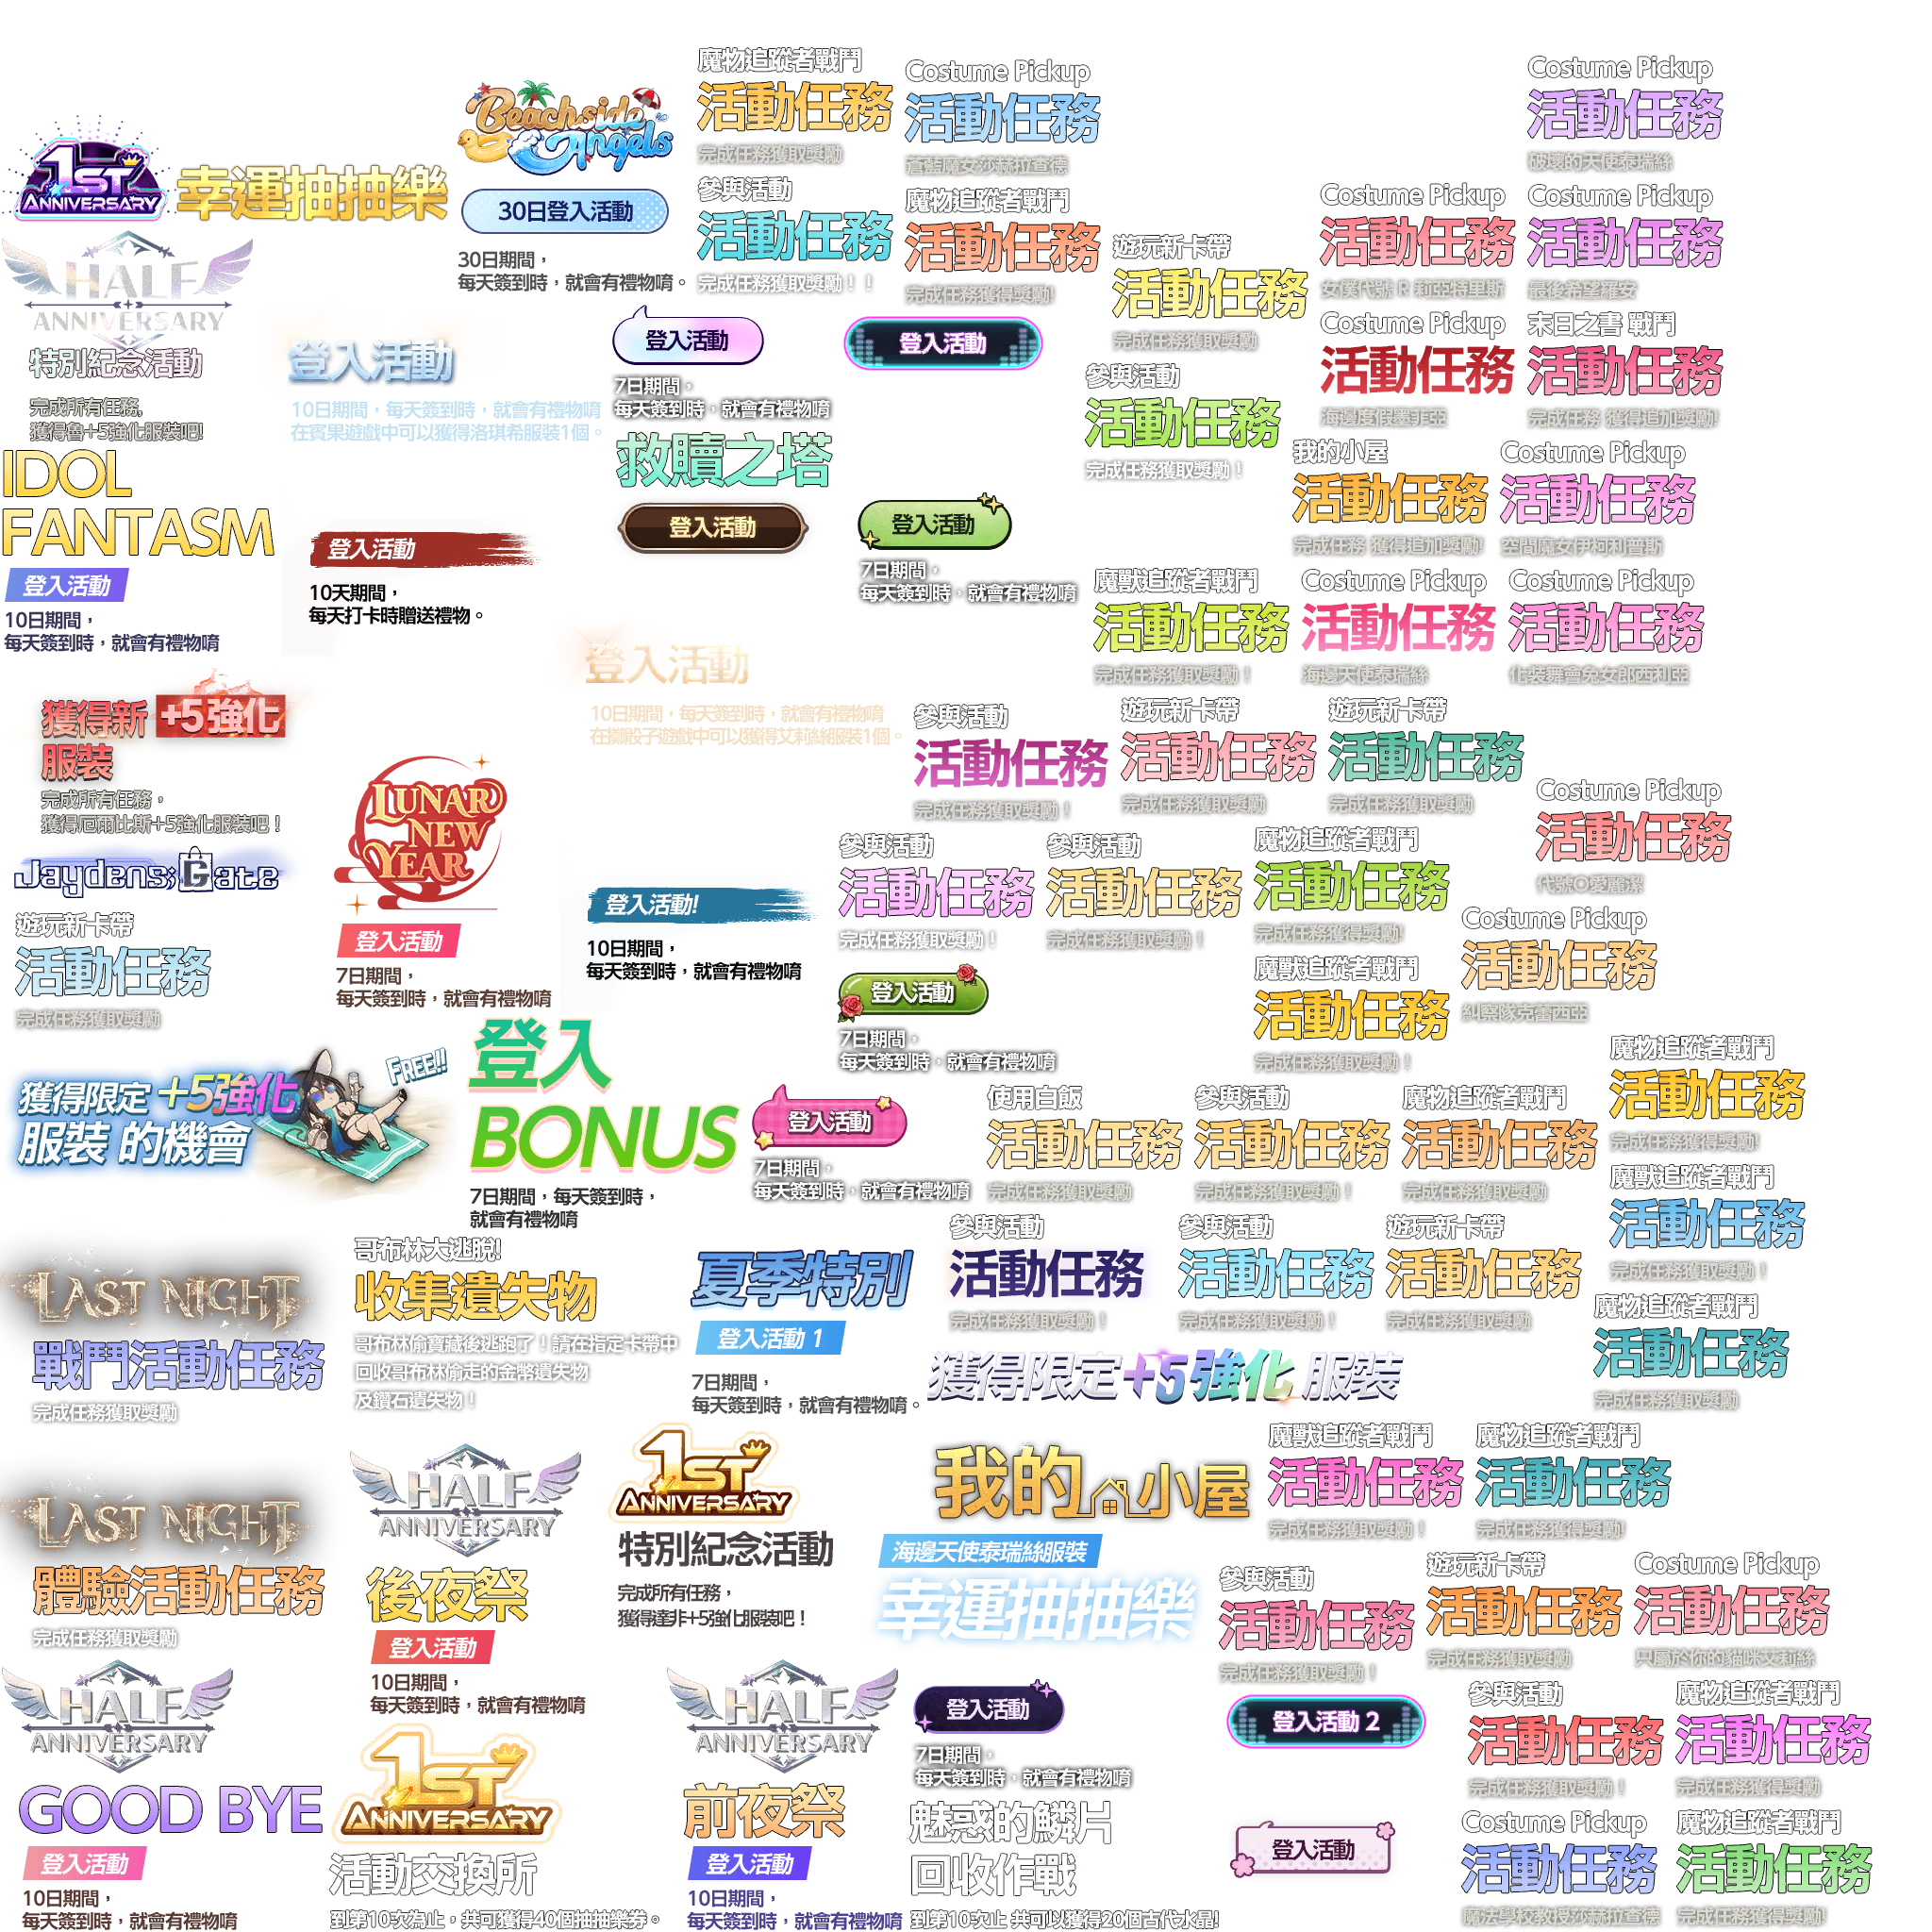 1ST
ANNIVERSARY
幸運抽抽樂
Beachside
Angels
30日登入活動
30日期間，
每天簽到時，就會有禮物唷。
魔物追蹤者戰鬥
活動任務
完成任務獲取獎勵
參與活動
活動任務
完成任務獲取獎勵！！
Costume Pickup
活動任務
蒼藍魔女莎赫拉查德
魔物追蹤者戰鬥
活動任務
完成任務獲得獎勵!
遊玩新卡帶
活動任務
完成任務獲取獎勵
參與活動
活動任務
完成任務獲取獎勵！
Costume Pickup
活動任務
破壞的天使泰瑞絲
Costume Pickup
活動任務
女僕代號 R 莉亞特里斯
Costume Pickup
活動任務
最後希望羅安
Costume Pickup
活動任務
海邊度假墨菲亞
末日之書 戰鬥
活動任務
完成任務 獲得追加獎勵!
我的小屋
活動任務
完成任務 獲得追加獎勵!
Costume Pickup
活動任務
空間魔女伊柯利普斯
HALF
ANNIVERSARY
特別紀念活動
完成所有任務,
獲得魯+5強化服裝吧!
登入活動
10日期間，每天簽到時，就會有禮物唷
在賓果遊戲中可以獲得洛琪希服裝1個。
登入活動
7日期間，
每天簽到時，就會有禮物唷
登入活動
救贖之塔
登入活動
登入活動
7日期間，
每天簽到時，就會有禮物唷
IDOL
FANTASM
登入活動
10日期間，
每天簽到時，就會有禮物唷
登入活動
10天期間，
每天打卡時贈送禮物。
魔獸追蹤者戰鬥
活動任務
完成任務獲取獎勵！
Costume Pickup
活動任務
海邊天使泰瑞絲
Costume Pickup
活動任務
化裝舞會兔女郎西利亞
登入活動
10日期間，每天簽到時，就會有禮物唷
在擲骰子遊戲中可以獲得艾莉絲服裝1個。
獲得新 +5強化
服裝
完成所有任務，
獲得厄爾比斯+5強化服裝吧！
LUNAR
NEW
YEAR
登入活動
7日期間，
每天簽到時，就會有禮物唷
參與活動
活動任務
完成任務獲取獎勵！
遊玩新卡帶
活動任務
完成任務獲取獎勵
遊玩新卡帶
活動任務
完成任務獲取獎勵
Costume Pickup
活動任務
代號O愛麗潔
Jaydens;Gate
遊玩新卡帶
活動任務
完成任務獲取獎勵
登入活動!
10日期間，
每天簽到時，就會有禮物唷
參與活動
活動任務
完成任務獲取獎勵！
參與活動
活動任務
完成任務獲取獎勵！
魔物追蹤者戰鬥
活動任務
完成任務獲得獎勵!
Costume Pickup
活動任務
糾察隊克蕾西亞
登入活動
7日期間，
每天簽到時，就會有禮物唷
魔獸追蹤者戰鬥
活動任務
完成任務獲取獎勵！
獲得限定 +5強化
服裝 的機會
FREE!!
登入
BONUS
7日期間，每天簽到時，
就會有禮物唷
登入活動
7日期間，
每天簽到時，就會有禮物唷
使用白飯
活動任務
完成任務獲取獎勵
參與活動
活動任務
完成任務獲取獎勵！
魔物追蹤者戰鬥
活動任務
完成任務獲取獎勵
魔物追蹤者戰鬥
活動任務
完成任務獲得獎勵!
魔獸追蹤者戰鬥
活動任務
完成任務獲取獎勵！
LAST NIGHT
戰鬥活動任務
完成任務獲取獎勵
哥布林大逃脫!
收集遺失物
哥布林偷寶藏後逃跑了！請在指定卡帶中
回收哥布林偷走的金幣遺失物
及鑽石遺失物！
夏季特別
登入活動 1
7日期間，
每天簽到時，就會有禮物唷。
參與活動
活動任務
完成任務獲取獎勵！
參與活動
活動任務
完成任務獲取獎勵！
遊玩新卡帶
活動任務
完成任務獲取獎勵
魔物追蹤者戰鬥
活動任務
完成任務獲取獎勵
獲得限定+5強化 服裝
LAST NIGHT
體驗活動任務
完成任務獲取獎勵
HALF
ANNIVERSARY
後夜祭
登入活動
10日期間，
每天簽到時，就會有禮物唷
1ST
ANNIVERSARY
特別紀念活動
完成所有任務，
獲得達非+5強化服裝吧！
我的小屋
海邊天使泰瑞絲服裝
幸運抽抽樂
魔獸追蹤者戰鬥
活動任務
完成任務獲取獎勵！
魔物追蹤者戰鬥
活動任務
完成任務獲得獎勵!
參與活動
活動任務
完成任務獲取獎勵！
遊玩新卡帶
活動任務
完成任務獲取獎勵
Costume Pickup
活動任務
只屬於你的貓咪艾莉絲
HALF
ANNIVERSARY
GOOD BYE
登入活動
10日期間，
每天簽到時，就會有禮物唷
1ST
ANNIVERSARY
活動交換所
到第10次為止，共可獲得40個抽抽樂券。
HALF
ANNIVERSARY
前夜祭
登入活動
10日期間，
每天簽到時，就會有禮物唷
登入活動
7日期間，
每天簽到時，就會有禮物唷
魅惑的鱗片
回收作戰
到第10次止 共可以獲得20個古代水晶!
登入活動 2
登入活動
參與活動
活動任務
完成任務獲取獎勵！
魔物追蹤者戰鬥
活動任務
完成任務獲得獎勵
Costume Pickup
活動任務
魔法學校教授莎赫拉查德
魔物追蹤者戰鬥
活動任務
完成任務獲得獎勵!